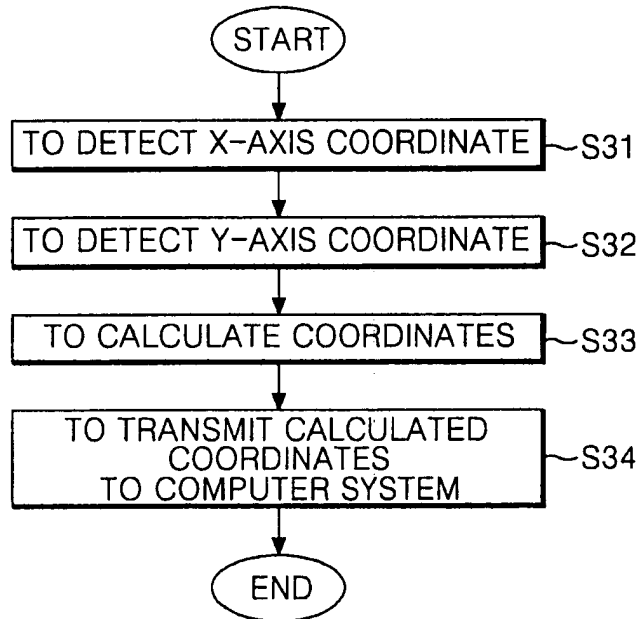 START
TO DETECT X-AXIS COORDINATE
S31
TO DETECT Y-AXIS COORDINATE
S32
TO CALCULATE COORDINATES
S33
TO TRANSMIT CALCULATED
COORDINATES
TO COMPUTER SYSTEM
S34
END